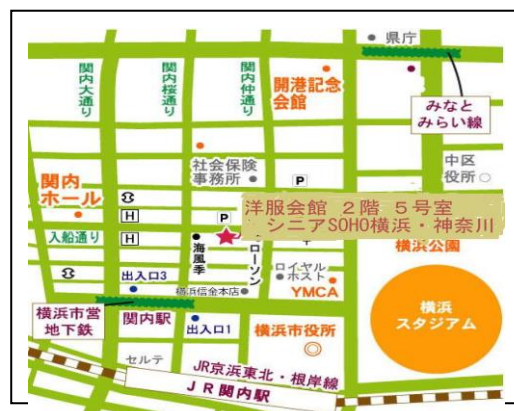 県庁
関内大通り
関内桜通り
関内仲通り
開港記念
会館
みなと
みらい線
社会保険
事務所
中区
役所
P
関内
ホール
H
P
洋服会館 2階 5号室
シニアSOHO横浜・神奈川
入船通り
H
海風季
ローソン
横浜公園
出入口3
ロイヤル
ホスト
横浜信金本店
YMCA
横浜市営
地下鉄
関内駅
出入口1
横浜市役所
横浜
スタジアム
セルテ
JR京浜東北・根岸線
JR関内駅